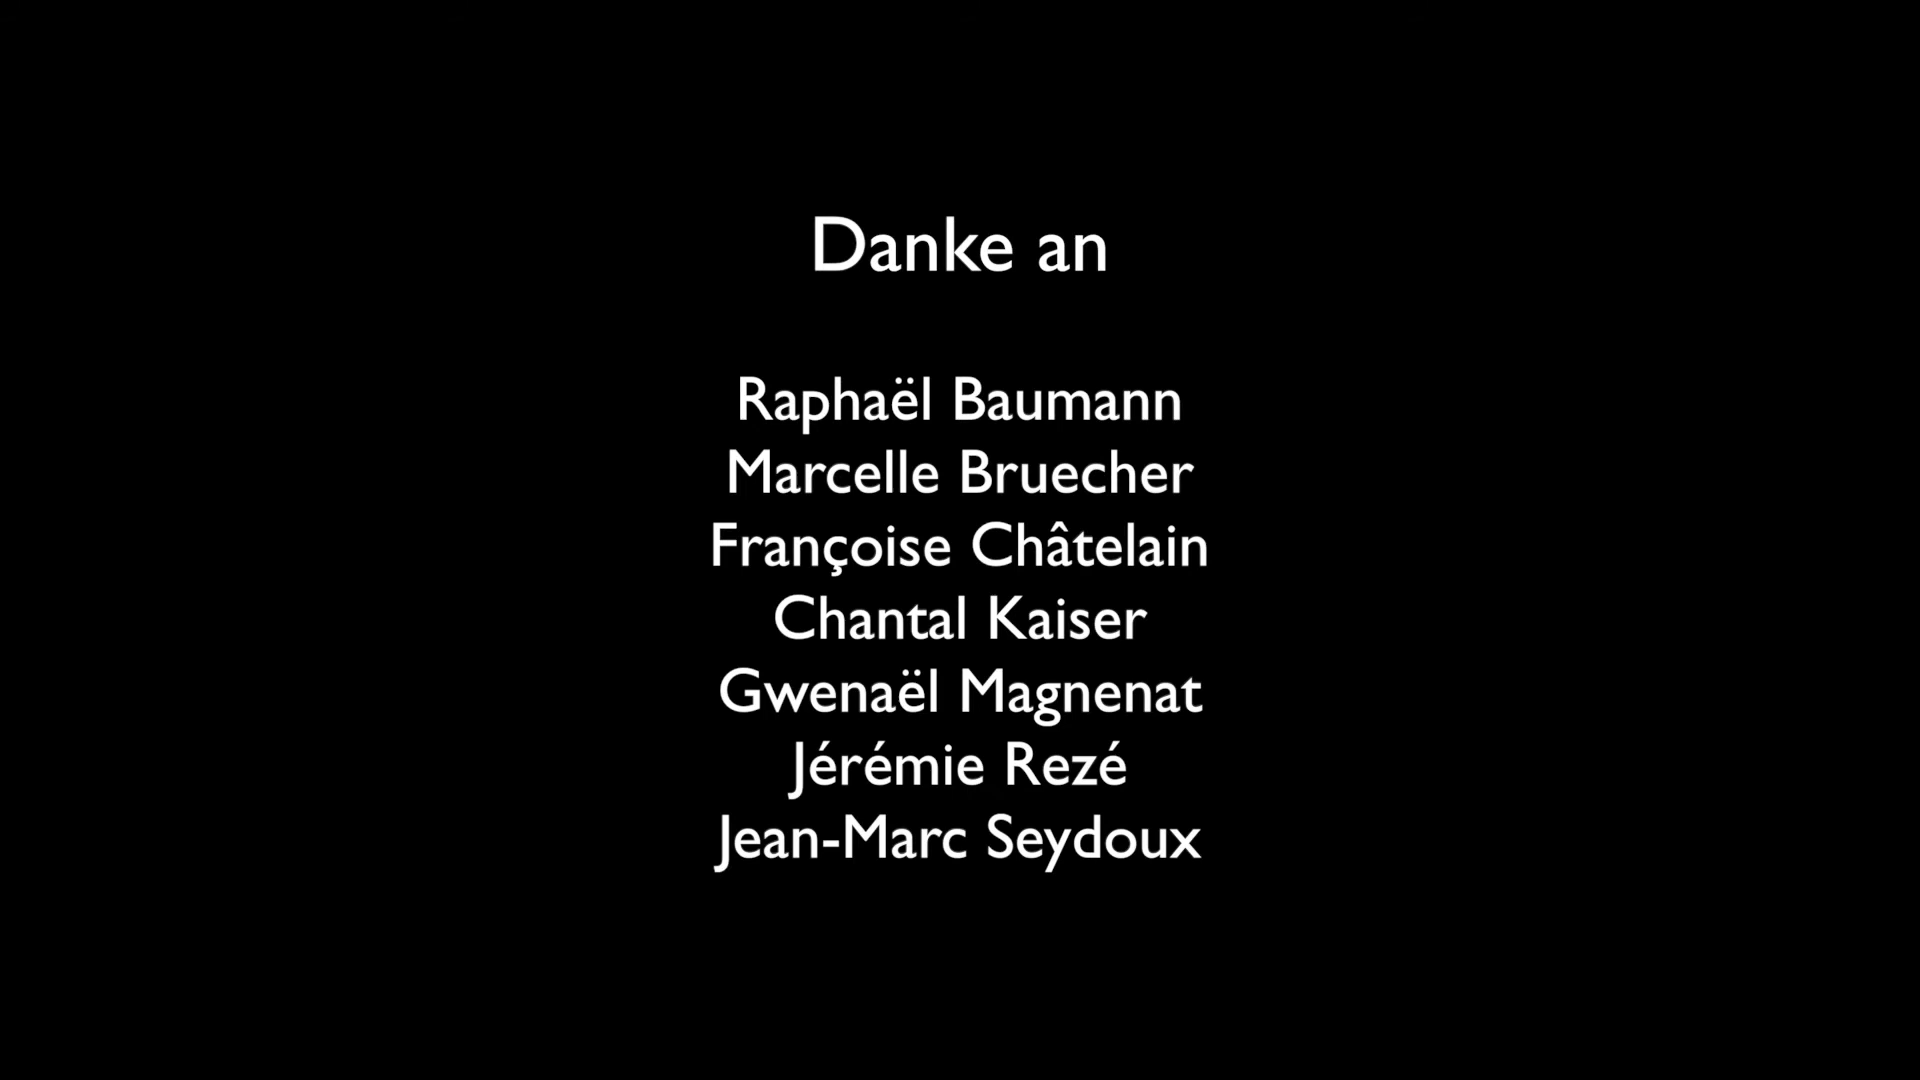 Danke an
Raphaël Baumann
Marcelle Bruecher
Françoise Châtelain
Chantal Kaiser
Gwenaël Magnenat
Jérémie Rezé
Jean-Marc Seydoux